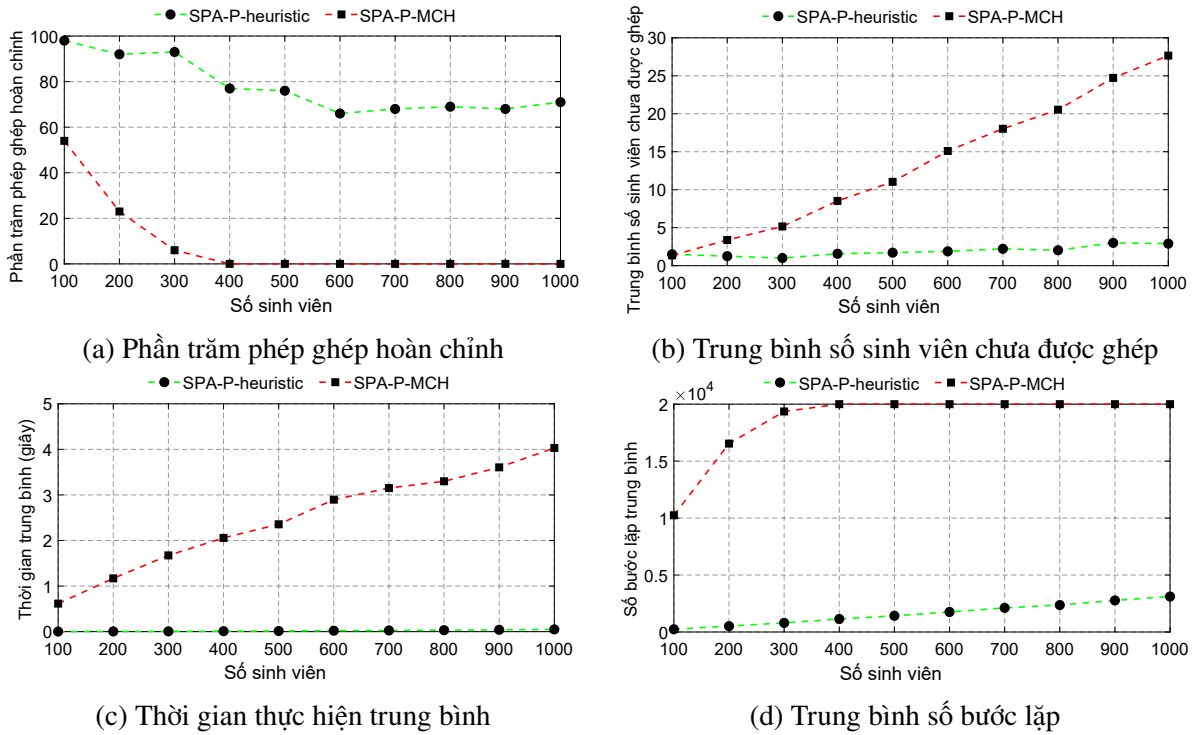 SPA-P-heuristic SPA-P-MCH
Phần trăm phép ghép hoàn chỉnh
100
80
60
40
20
0
100 200 300 400 500 600 700 800 900 1000
Số sinh viên
(a) Phần trăm phép ghép hoàn chỉnh
SPA-P-heuristic SPA-P-MCH
Trung bình số sinh viên chưa được ghép
30
25
20
15
10
5
0
100 200 300 400 500 600 700 800 900 1000
Số sinh viên
(b) Trung bình số sinh viên chưa được ghép
SPA-P-heuristic SPA-P-MCH
Thời gian trung bình (giây)
5
4
3
2
1
0
100 200 300 400 500 600 700 800 900 1000
Số sinh viên
(c) Thời gian thực hiện trung bình
SPA-P-heuristic SPA-P-MCH
×10⁴
Số bước lặp trung bình
2
1.5
1
0.5
0
100 200 300 400 500 600 700 800 900 1000
Số sinh viên
(d) Trung bình số bước lặp